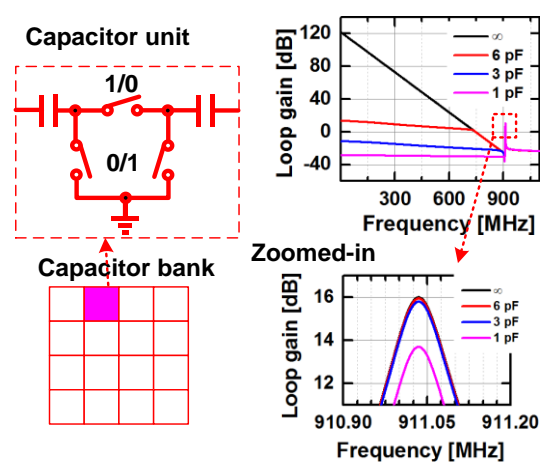 Capacitor unit
1/0
0/1
Capacitor bank
Loop gain [dB]
120
80
40
0
-40
∞
6 pF
3 pF
1 pF
300 600 900
Frequency [MHz]
Zoomed-in
Loop gain [dB]
16
14
12
∞
6 pF
3 pF
1 pF
910.90 911.05 911.20
Frequency [MHz]